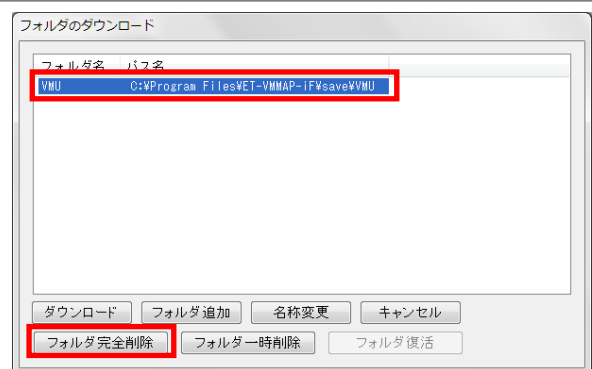 フォルダのダウンロード
フォルダ名 パス名
VMU C:¥Program Files¥ET-VMMAP-iF¥save¥VMU
ダウンロード フォルダ追加 名称変更 キャンセル
フォルダ完全削除 フォルダ一時削除 フォルダ復活